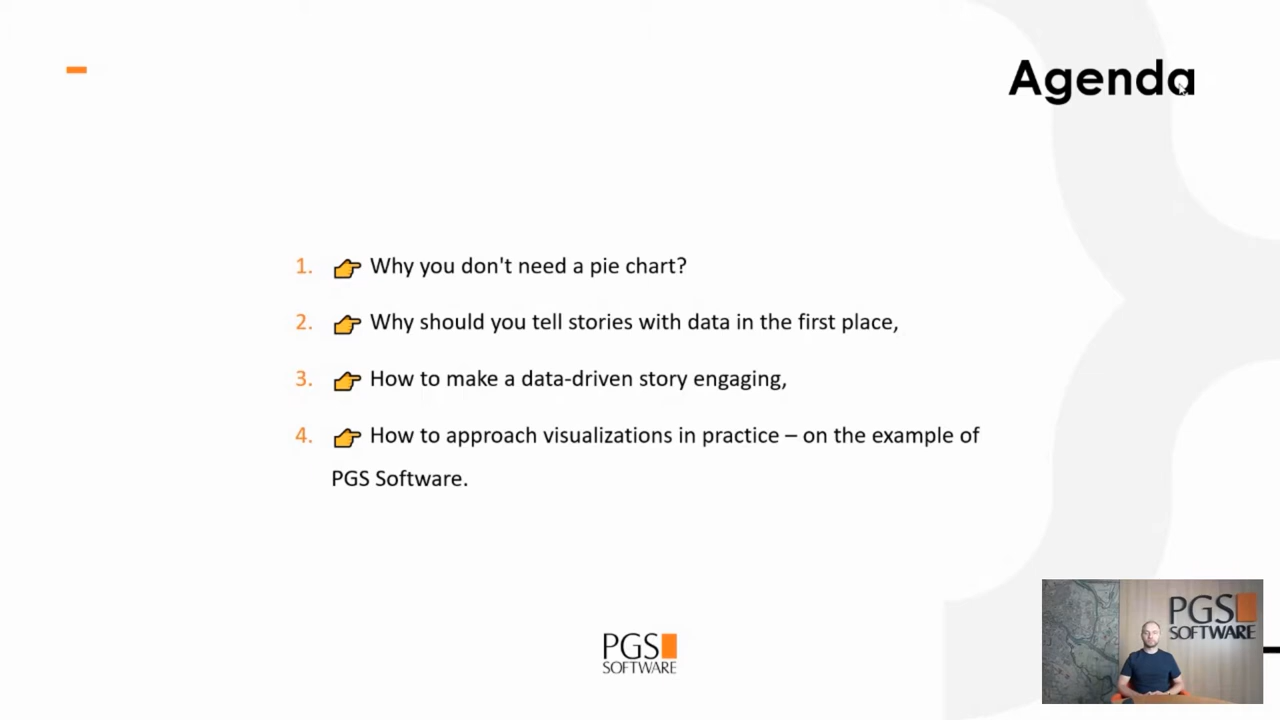 Agenda
1. 👉 Why you don't need a pie chart?
2. 👉 Why should you tell stories with data in the first place,
3. 👉 How to make a data-driven story engaging,
4. 👉 How to approach visualizations in practice – on the example of
PGS Software.
PGS
SOFTWARE
PGS
SOFTWARE